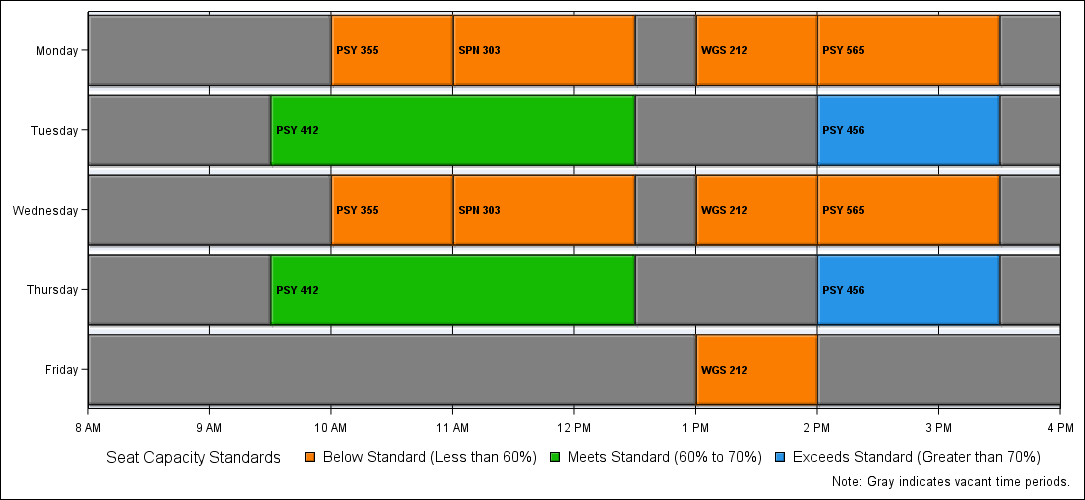 Monday PSY 355 SPN 303 WGS 212 PSY 565
Tuesday PSY 412 PSY 456
Wednesday PSY 355 SPN 303 WGS 212 PSY 565
Thursday PSY 412 PSY 456
Friday WGS 212
8 AM 9 AM 10 AM 11 AM 12 PM 1 PM 2 PM 3 PM 4 PM
Seat Capacity Standards Below Standard (Less than 60%) Meets Standard (60% to 70%) Exceeds Standard (Greater than 70%)
Note: Gray indicates vacant time periods.